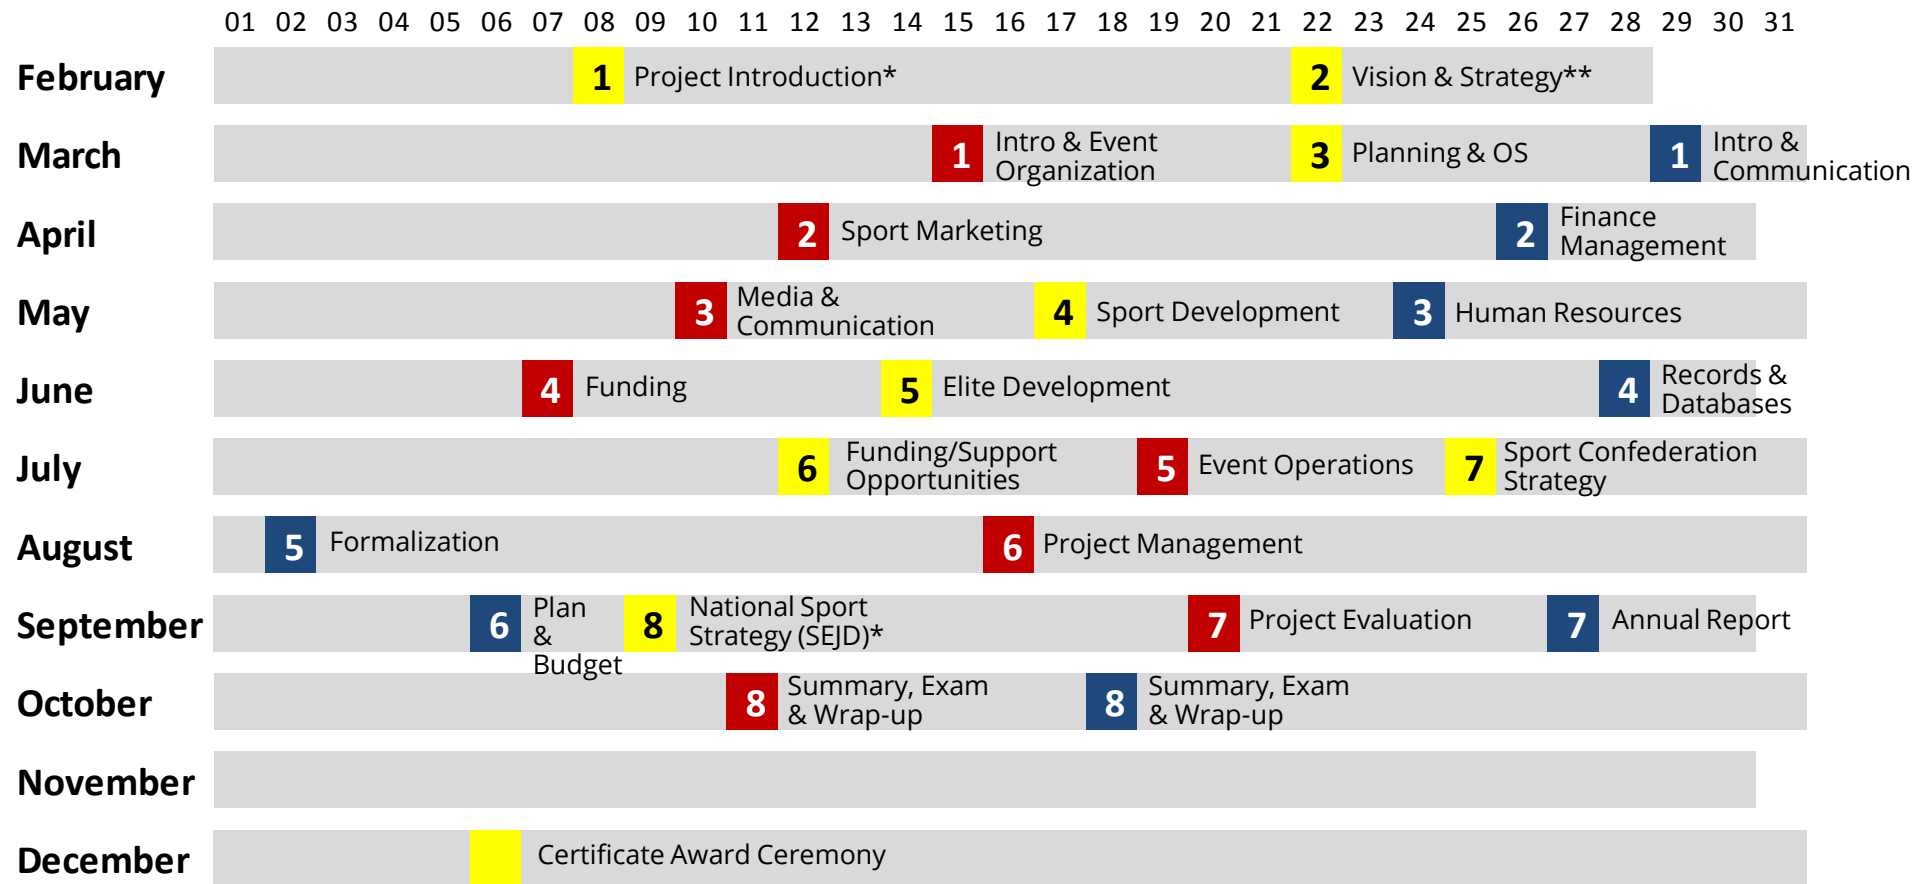 01 02 03 04 05 06 07 08 09 10 11 12 13 14 15 16 17 18 19 20 21 22 23 24 25 26 27 28 29 30 31
February 1 Project Introduction* 2 Vision & Strategy**
March 1 Intro & Event
Organization
3 Planning & OS
1 Intro &
Communication
April 2 Sport Marketing
2 Finance
Management
May 3 Media &
Communication
4 Sport Development 3 Human Resources
June 4 Funding 5 Elite Development
4 Records &
Databases
July 6 Funding/Support
Opportunities
5 Event Operations
7 Sport Confederation
Strategy
August 5 Formalization 6 Project Management
September 6 Plan
&
Budget
8 National Sport
Strategy (SEJD)*
7 Project Evaluation 7 Annual Report
October 8 Summary, Exam
& Wrap-up
8 Summary, Exam
& Wrap-up
November
December Certificate Award Ceremony